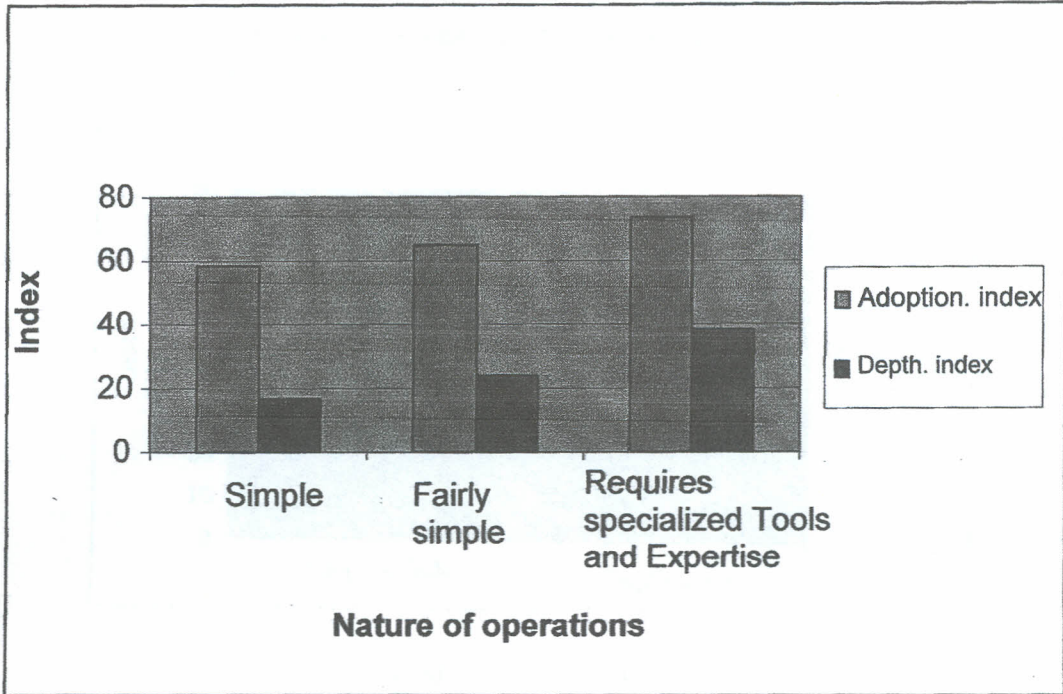 80
60
40
20
0
Index
Simple
Fairly
simple
Requires
specialized Tools
and Expertise
Nature of operations
Adoption. index
Depth. index